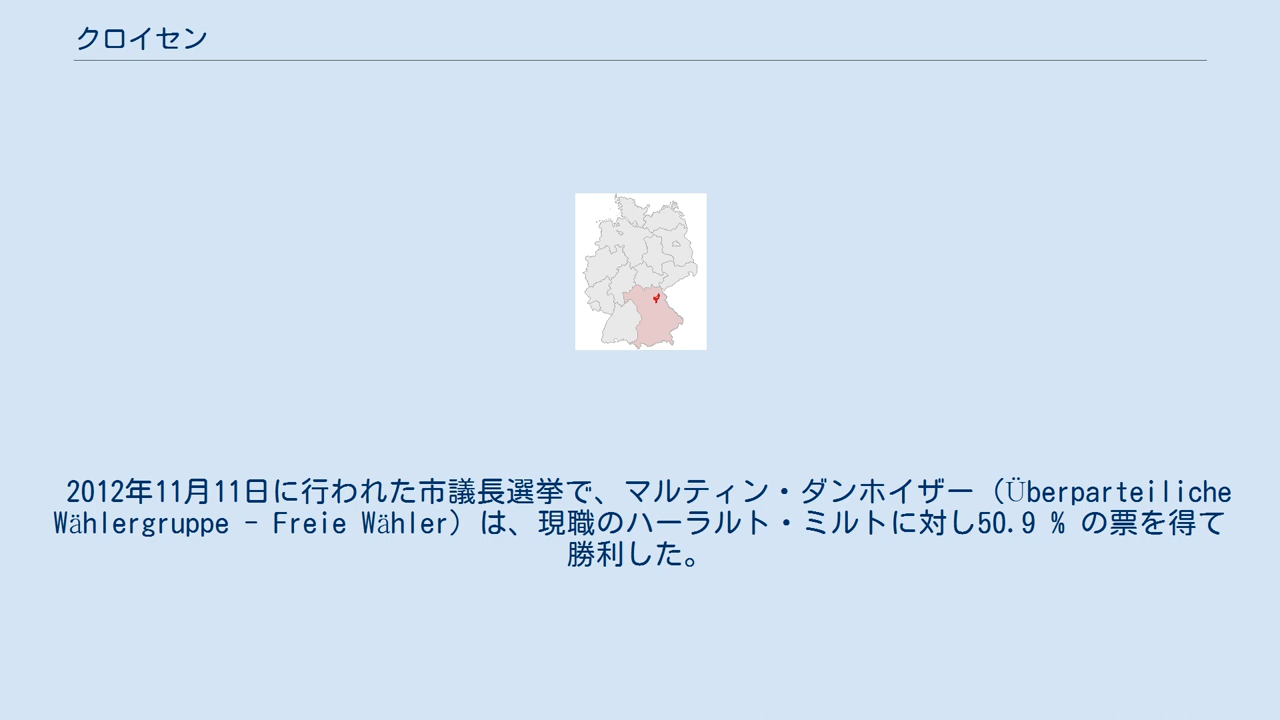 クロイセン
2012年11月11日に行われた市議長選挙で、マルティン・ダンホイザー（Überparteiliche
Wählergruppe - Freie Wähler）は、現職のハーラルト・ミルトに対し50.9 % の票を得て
勝利した。